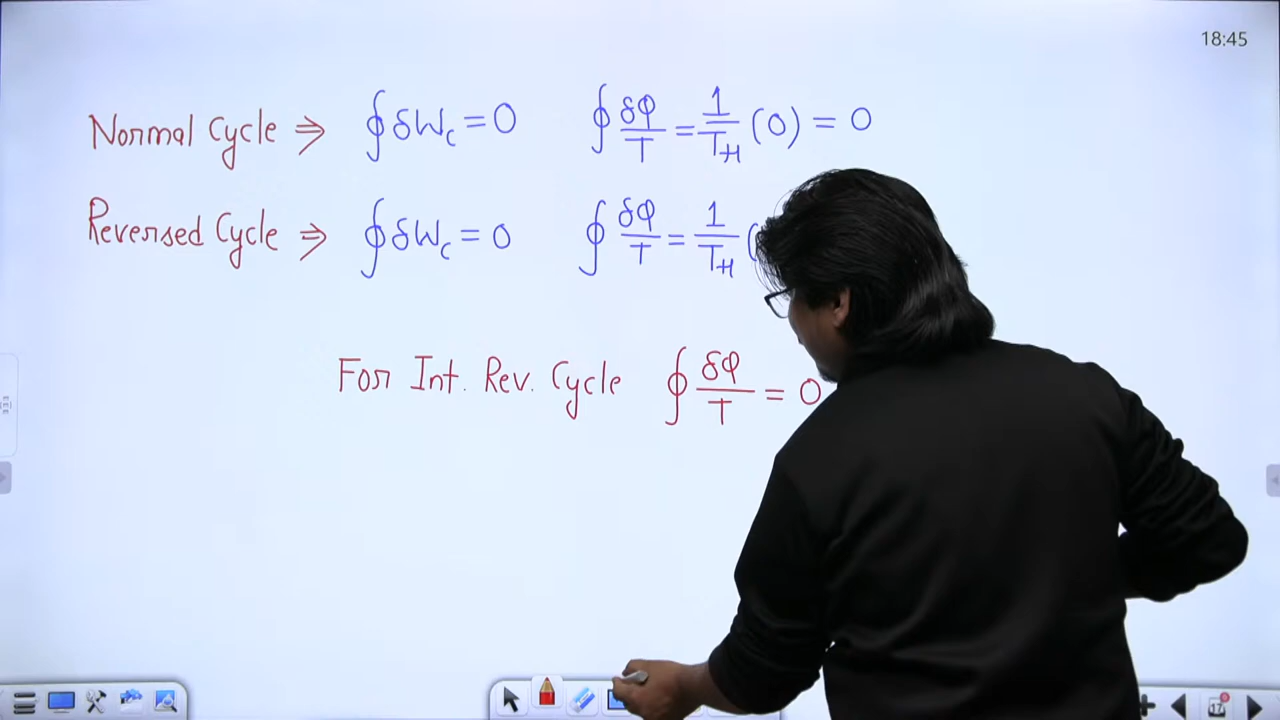 18:45
Normal Cycle ⇒ ∮δW_c = 0 ∮δQ/T = 1/T_H (0) = 0
Reversed Cycle ⇒ ∮δW_c = 0 ∮δQ/T = 1/T_H (
For Int. Rev. Cycle ∮δQ/T = 0
17